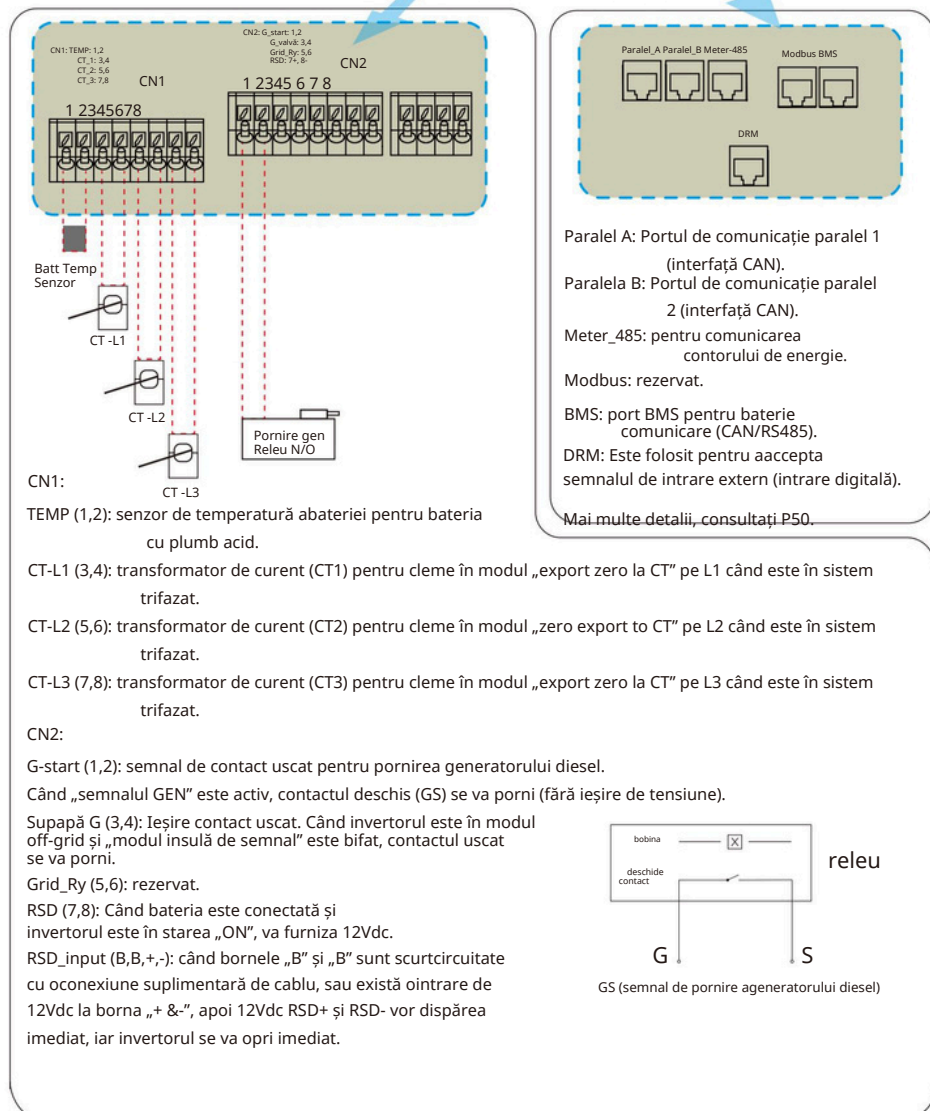 CN1: TEMP: 1,2
CT_1: 3,4
CT_2: 5,6
CT_3: 7,8
CN1
1 2345678
CN2: G_start: 1,2
G_valvă: 3,4
Grid_Ry: 5,6
RSD: 7+, 8-
CN2
1 2345 6 7 8
Batt Temp
Senzor
CT -L1
CT -L2
CT -L3
Pornire gen
Releu N/O
Paralel_A Paralel_B Meter-485
Modbus BMS
DRM
Paralel A: Portul de comunicație paralel 1
(interfață CAN).
Paralela B: Portul de comunicație paralel
2 (interfață CAN).
Meter_485: pentru comunicarea
contorului de energie.
Modbus: rezervat.
BMS: port BMS pentru baterie
comunicare (CAN/RS485).
DRM: Este folosit pentru aaccepta
semnalul de intrare extern (intrare digitală).
Mai multe detalii, consultați P50.
CN1:
TEMP (1,2): senzor de temperatură abateriei pentru bateria
cu plumb acid.
CT-L1 (3,4): transformator de curent (CT1) pentru cleme în modul „export zero la CT” pe L1 când este în sistem
trifazat.
CT-L2 (5,6): transformator de curent (CT2) pentru cleme în modul „zero export to CT” pe L2 când este în sistem
trifazat.
CT-L3 (7,8): transformator de curent (CT3) pentru cleme în modul „export zero la CT” pe L3 când este în sistem
trifazat.
CN2:
G-start (1,2): semnal de contact uscat pentru pornirea generatorului diesel.
Când „semnalul GEN” este activ, contactul deschis (GS) se va porni (fără ieșire de tensiune).
Supapă G (3,4): Ieșire contact uscat. Când invertorul este în modul
off-grid și „modul insulă de semnal” este bifat, contactul uscat
se va porni.
Grid_Ry (5,6): rezervat.
RSD (7,8): Când bateria este conectată și
invertorul este în starea „ON”, va furniza 12Vdc.
RSD_input (B,B,+,-): când bornele „B” și „B” sunt scurtcircuitate
cu oconexiune suplimentară de cablu, sau există ointrare de
12Vdc la borna „+ &-”, apoi 12Vdc RSD+ și RSD- vor dispărea
imediat, iar invertorul se va opri imediat.
bobina
X
deschide
contact
releu
G
S
GS (semnal de pornire ageneratorului diesel)